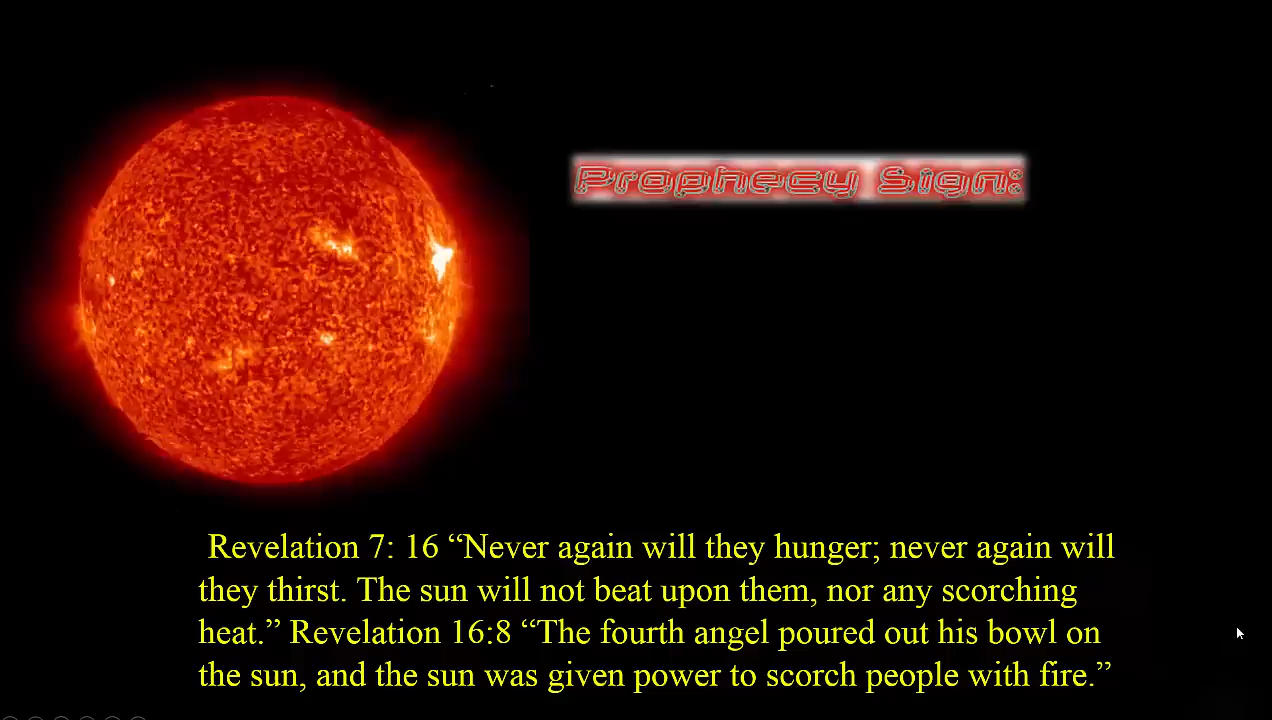 Prophecy Sign:
Revelation 7: 16 “Never again will they hunger; never again will
they thirst. The sun will not beat upon them, nor any scorching
heat.” Revelation 16:8 “The fourth angel poured out his bowl on
the sun, and the sun was given power to scorch people with fire.”